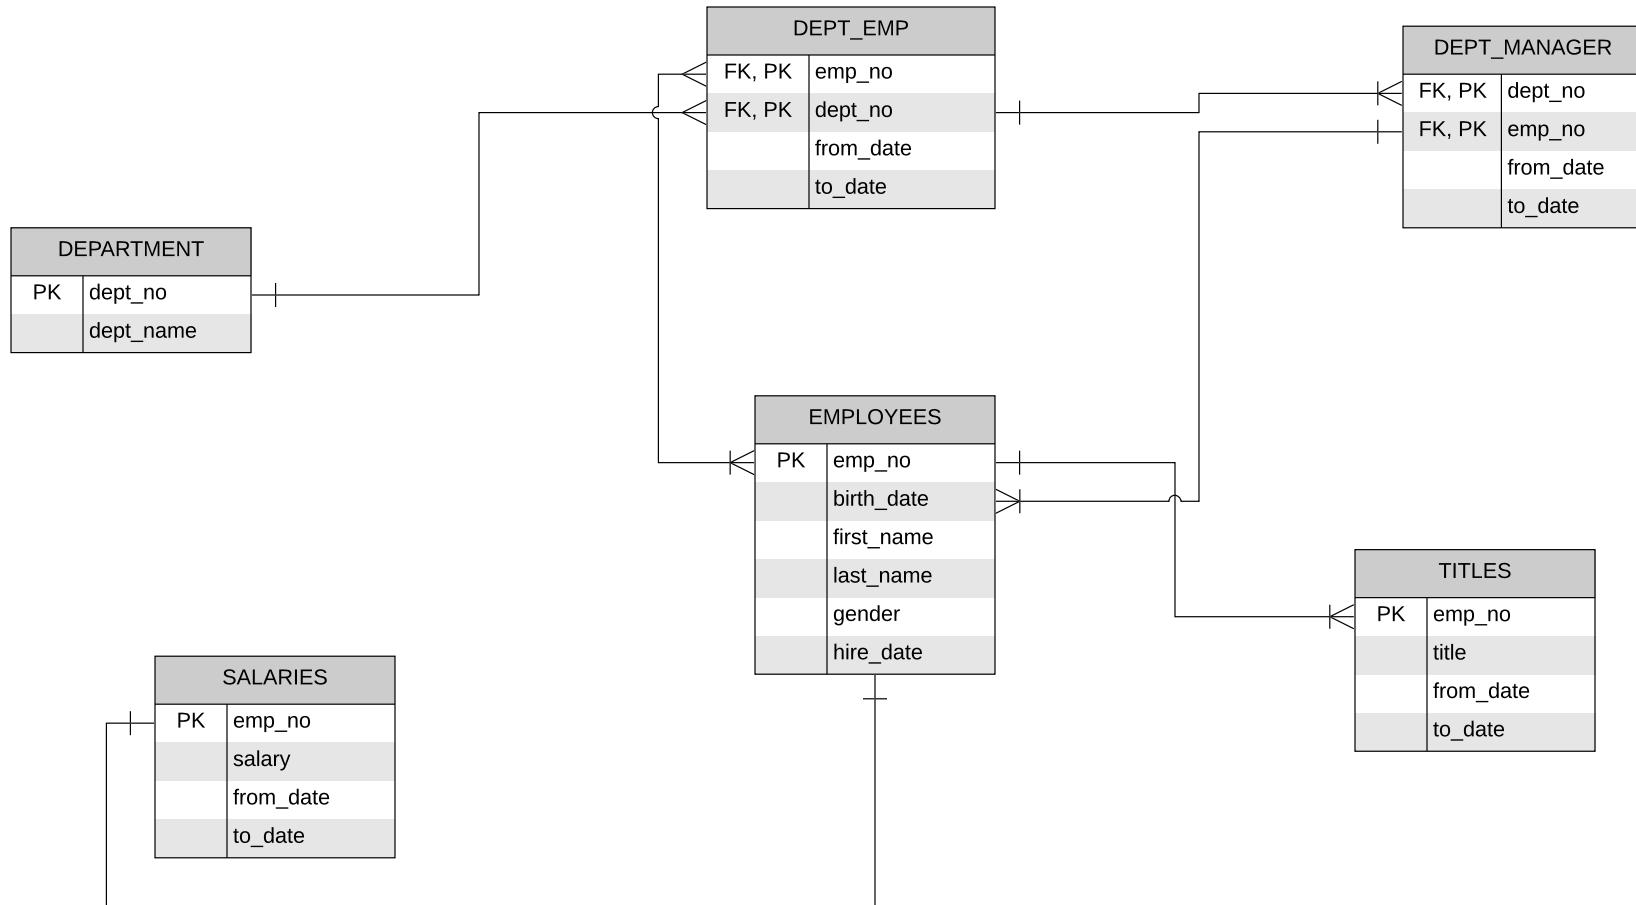 DEPT_EMP
FK, PK emp_no
FK, PK dept_no
from_date
to_date
DEPT_MANAGER
FK, PK dept_no
FK, PK emp_no
from_date
to_date
DEPARTMENT
PK dept_no
dept_name
EMPLOYEES
PK emp_no
birth_date
first_name
last_name
gender
hire_date
TITLES
PK emp_no
title
from_date
to_date
SALARIES
PK emp_no
salary
from_date
to_date